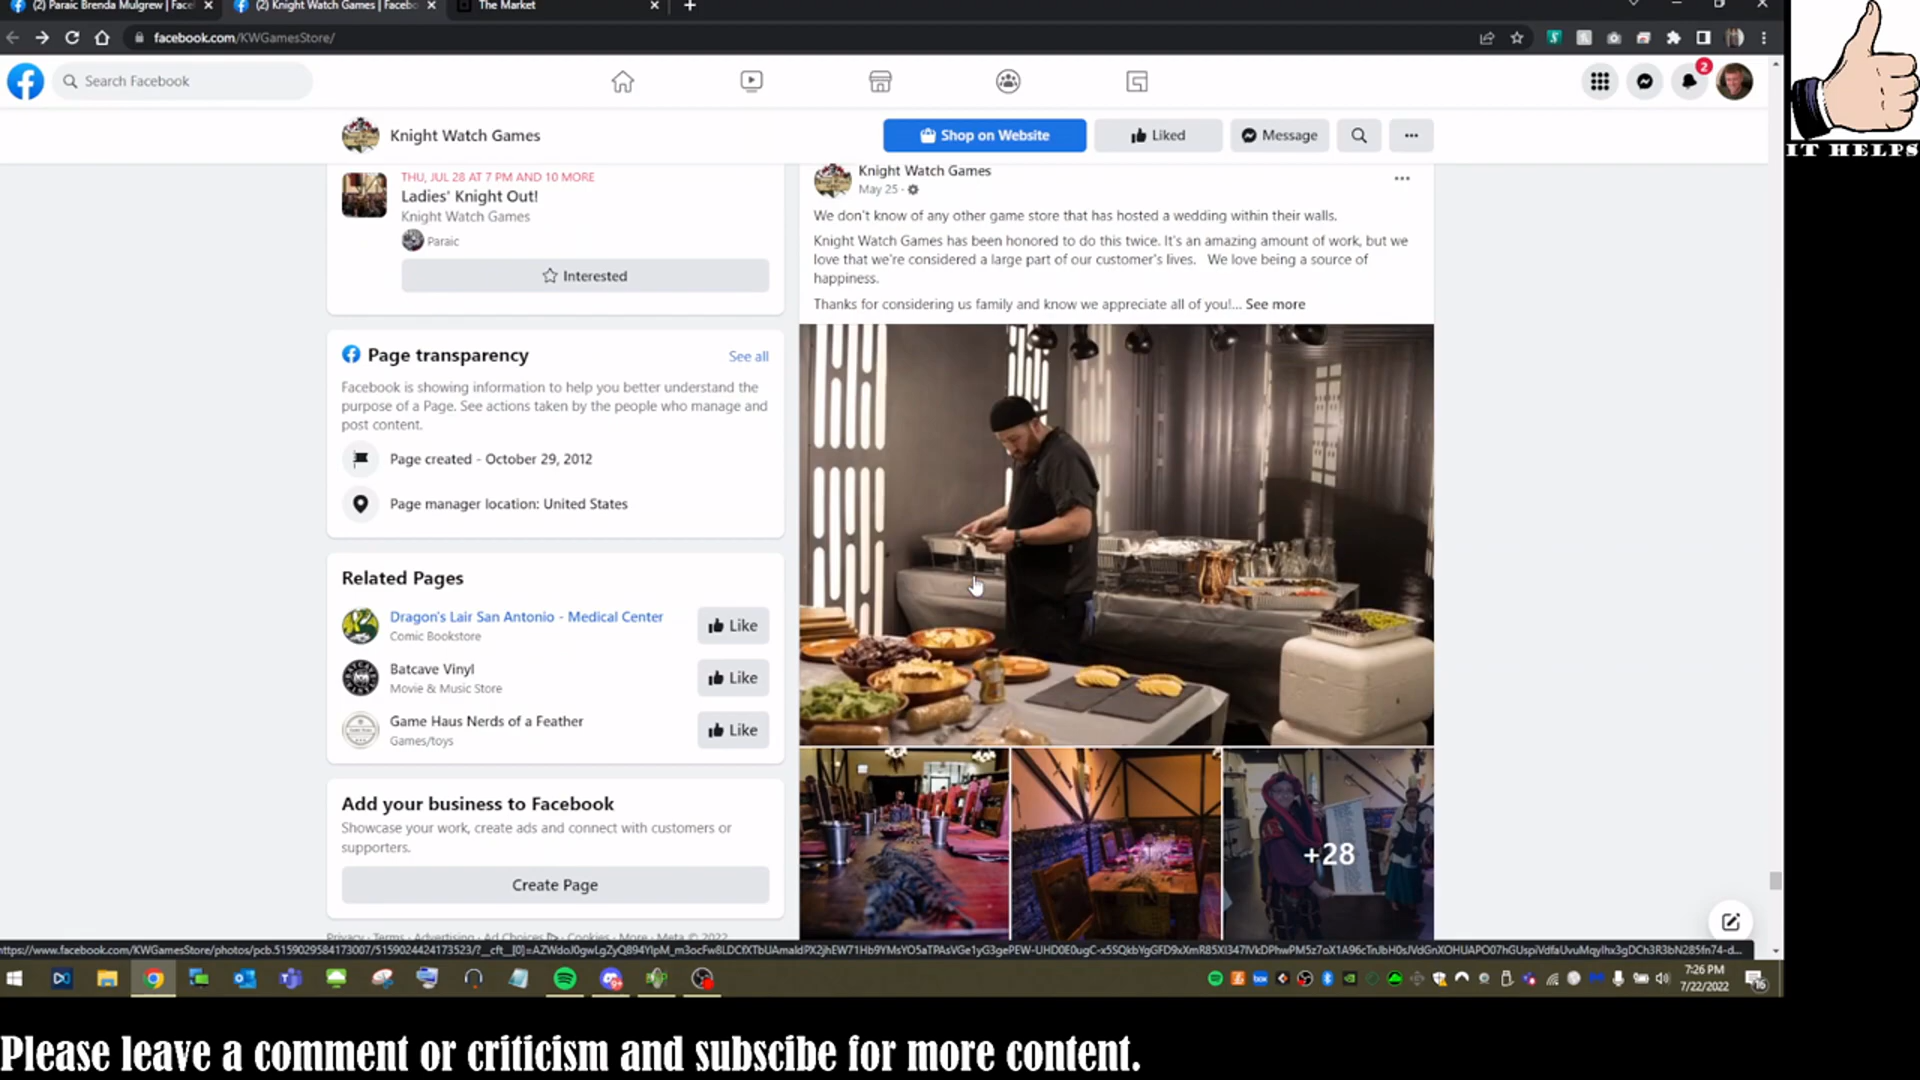 (2) Paraic Brenda Mulgrew | Face
(2) Knight Watch Games | Facebo
The Market
facebook.com/KWGamesStore/
Search Facebook
2
IT HELPS
Knight Watch Games
Shop on Website
Liked
Message
THU, JUL 28 AT 7 PM AND 10 MORE
Ladies' Knight Out!
Knight Watch Games
Paraic
Interested
Page transparency
See all
Facebook is showing information to help you better understand the
purpose of a Page. See actions taken by the people who manage and
post content.
Page created - October 29, 2012
Page manager location: United States
Related Pages
Dragon's Lair San Antonio - Medical Center
Comic Bookstore
Like
Batcave Vinyl
Movie & Music Store
Like
Game Haus Nerds of a Feather
Games/toys
Like
Add your business to Facebook
Showcase your work, create ads and connect with customers or
supporters.
Create Page
Privacy · Terms · Advertising · Ad Choices · Cookies · More · Meta © 2022
Knight Watch Games
May 25 ·
We don't know of any other game store that has hosted a wedding within their walls.
Knight Watch Games has been honored to do this twice. It's an amazing amount of work, but we
love that we're considered a large part of our customer's lives. We love being a source of
happiness.
Thanks for considering us family and know we appreciate all of you!... See more
+28
7:26 PM
7/22/2022
16
Please leave a comment or criticism and subscibe for more content.